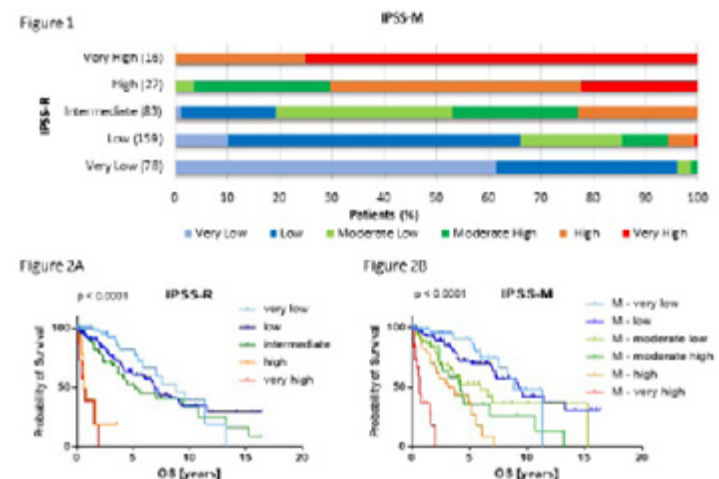 Figure 1
IPSS-M
IPSS-R
Very High (16)
High (27)
Intermediate (83)
Low (159)
Very Low (78)
0 10 20 30 40 50 60 70 80 90 100
Patients (%)
Very Low Low Moderate Low Moderate High High Very High
Figure 2A
p < 0.0001 IPSS-R
very low
low
intermediate
high
very high
Probability of Survival
100
50
0
0 5 10 15 20
OS [years]
Figure 2B
p < 0.0001 IPSS-M
M - very low
M - low
M - moderate low
M - moderate high
M - high
M - very high
Probability of Survival
100
50
0
0 5 10 15 20
OS [years]